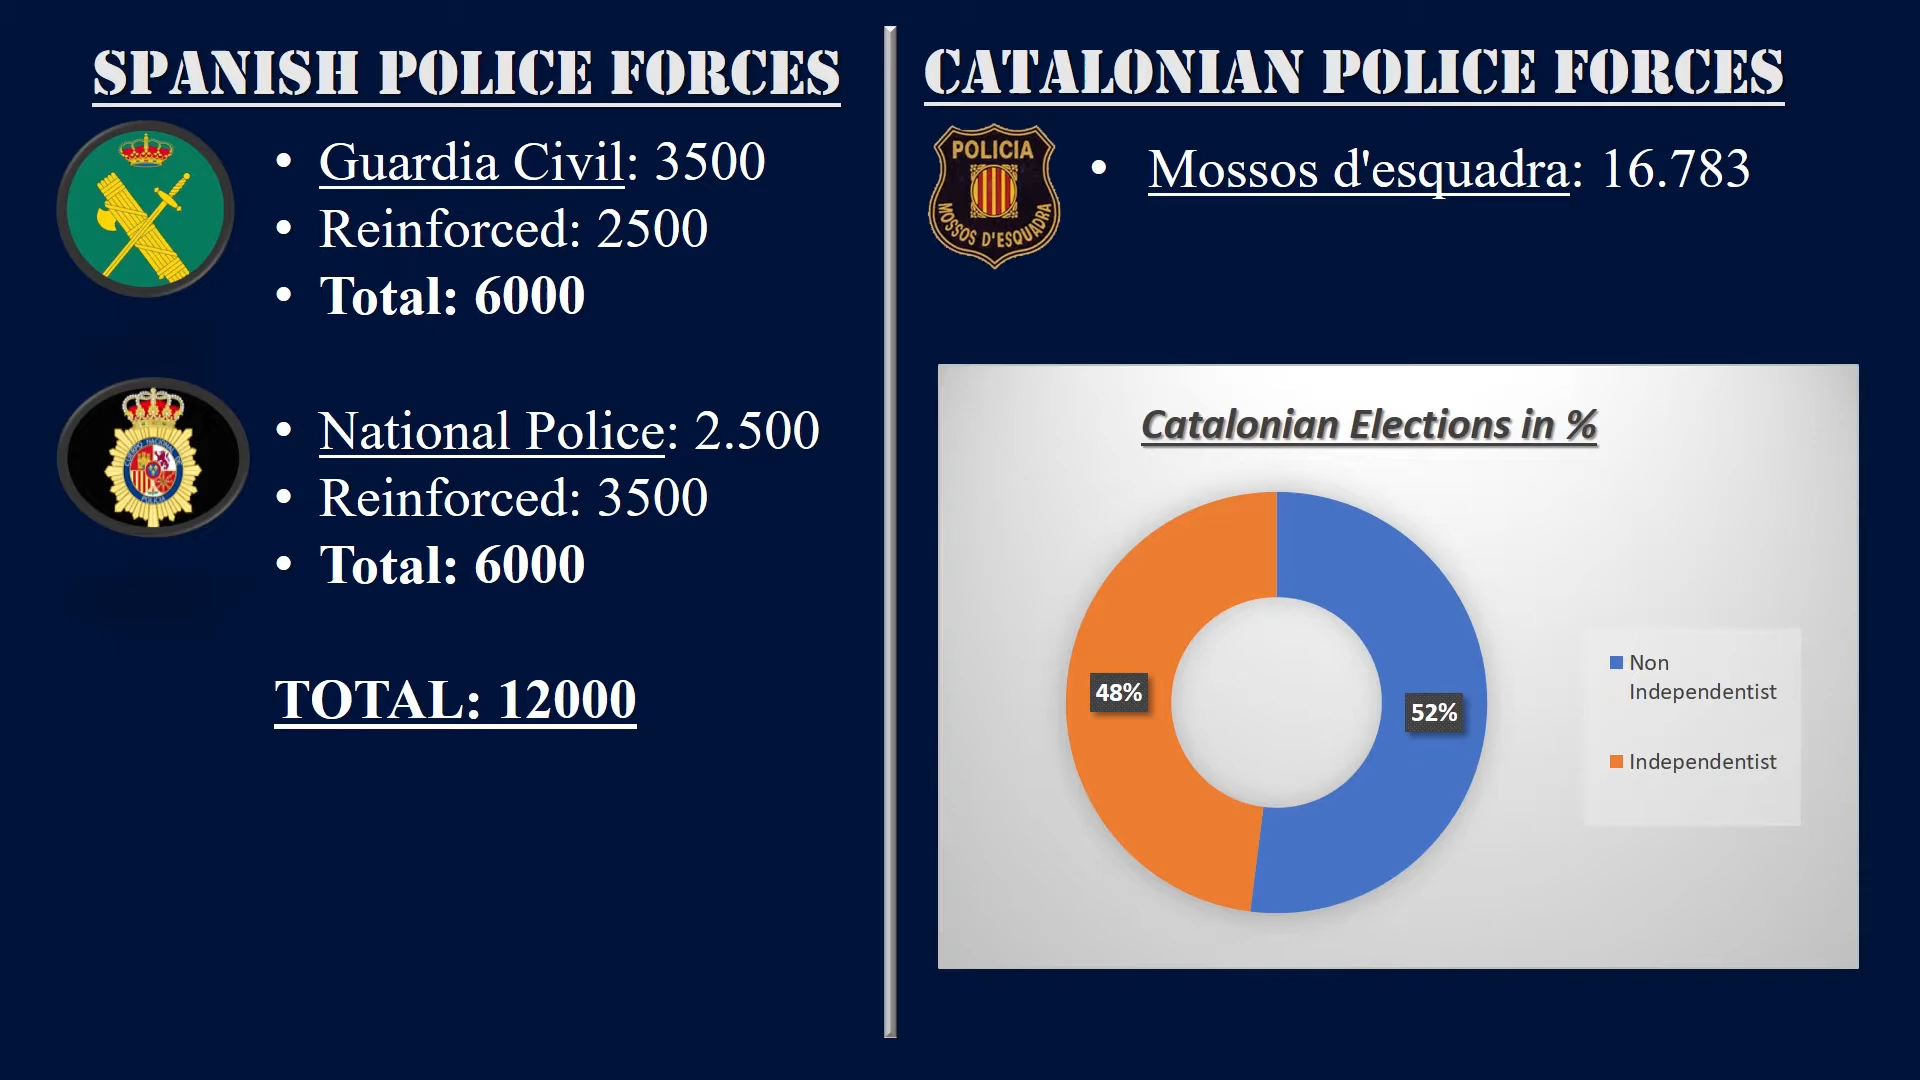 SPANISH POLICE FORCES
• Guardia Civil: 3500
• Reinforced: 2500
• Total: 6000
• National Police: 2.500
• Reinforced: 3500
• Total: 6000
TOTAL: 12000
CATALONIAN POLICE FORCES
POLICIA
MOSSOS D'ESQUADRA
• Mossos d'esquadra: 16.783
Catalonian Elections in %
48%
52%
Non
Independentist
Independentist